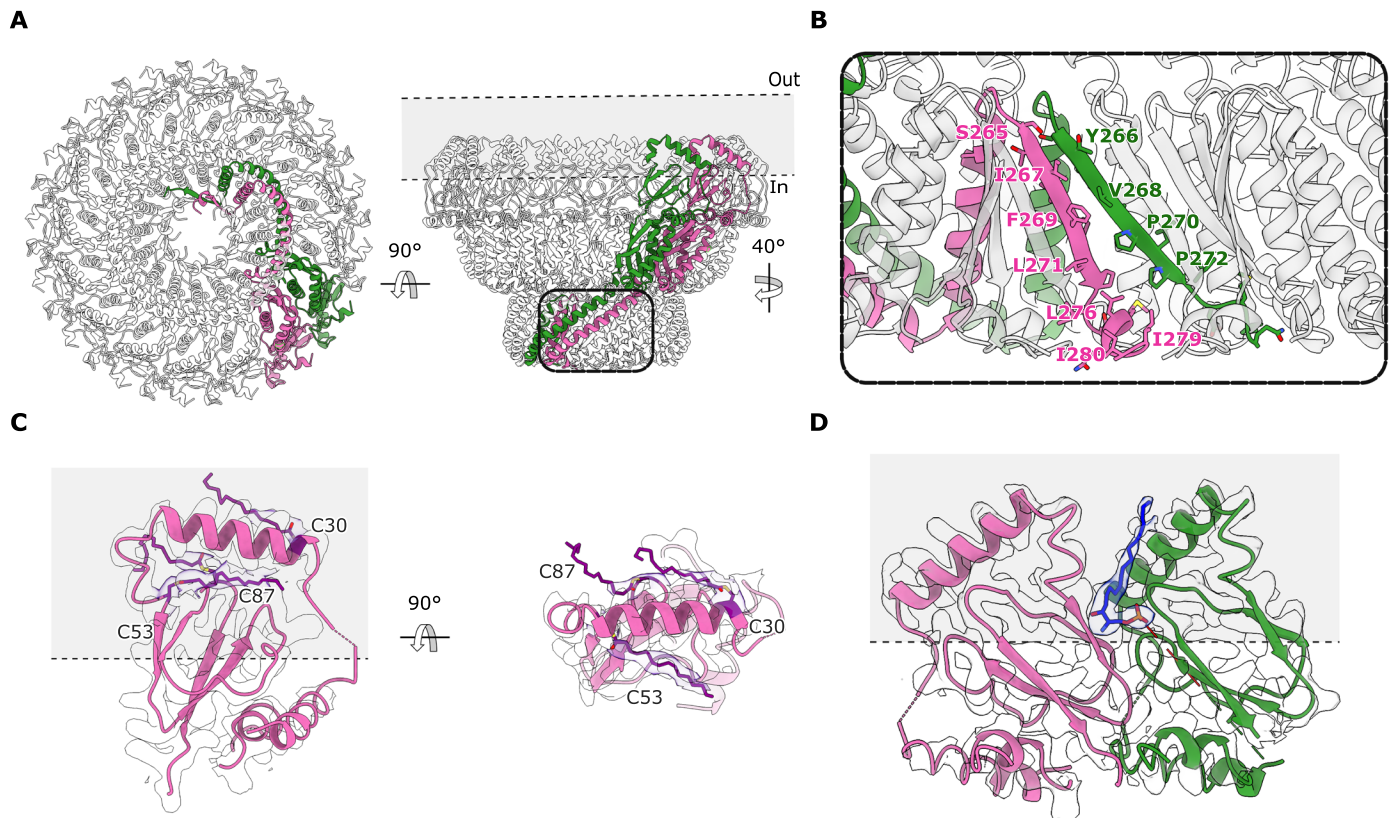 A
B
Out
In
90°
40°
S265
Y266
I267
V268
F269
P270
L271
P272
L276
I279
I280
C
D
C30
C87
C53
90°
C87
C30
C53